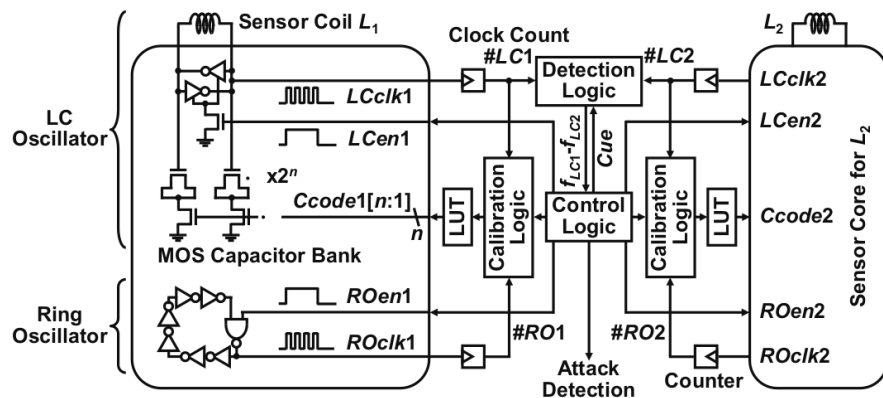 Sensor Coil L1
L2
Clock Count
#LC1
#LC2
Detection
Logic
LCclk1
LCclk2
LC
Oscillator
LCen1
LCen2
fLC1-fLC2
Cue
x2ⁿ
Ccode1[n:1]
n
LUT
Calibration
Logic
Control
Logic
Calibration
Logic
LUT
Ccode2
Sensor Core for L2
MOS Capacitor Bank
Ring
Oscillator
ROen1
ROen2
#RO1
#RO2
ROclk1
ROclk2
Attack
Detection
Counter